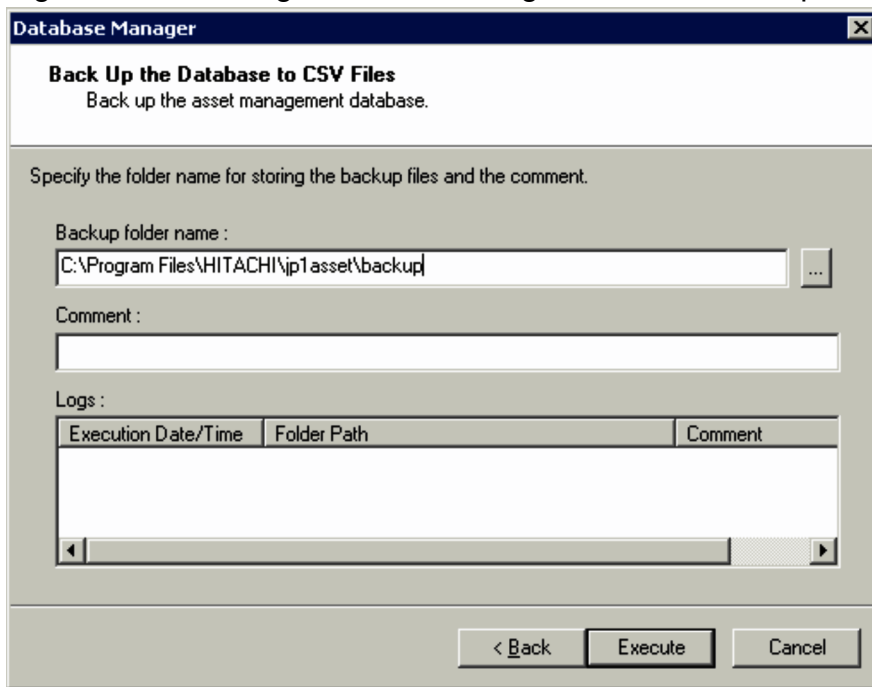 Database Manager
Back Up the Database to CSV Files
Back up the asset management database.
Specify the folder name for storing the backup files and the comment.
Backup folder name :
C:\Program Files\HITACHI\jp1asset\backup
...
Comment :
Logs :
Execution Date/Time Folder Path Comment
< Back Execute Cancel